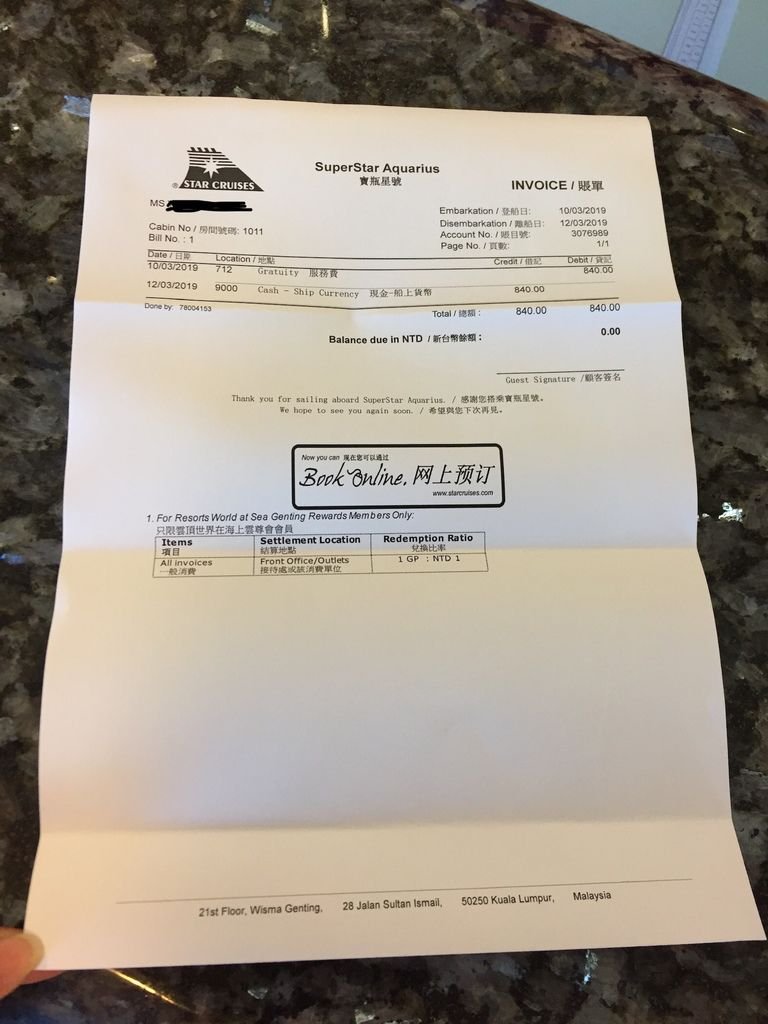 ® STAR CRUISES
SuperStar Aquarius
寶瓶星號
INVOICE / 賬單
MS
Cabin No / 房間號碼: 1011
Bill No. : 1
Embarkation / 登船日: 10/03/2019
Disembarkation / 離船日: 12/03/2019
Account No. / 賬目號: 3076989
Page No. / 頁數: 1/1
Date / 日期 Location / 地點 Credit / 借記 Debit / 貸記
10/03/2019 712 Gratuity 服務費 840.00
12/03/2019 9000 Cash - Ship Currency 現金-船上貨幣 840.00
Done by: 78004153
Total / 總額 : 840.00 840.00
Balance due in NTD / 新台幣餘額 : 0.00
Guest Signature /顧客簽名
Thank you for sailing aboard SuperStar Aquarius. / 感謝您搭乘寶瓶星號。
We hope to see you again soon. / 希望與您下次再見。
Now you can 现在您可以通过
Book Online. 网上预订
www.starcruises.com
1. For Resorts World at Sea Genting Rewards Members Only:
只限雲頂世界在海上雲尊會會員
Items Settlement Location Redemption Ratio
項目 結算地點 兌換比率
All invoices Front Office/Outlets 1 GP : NTD 1
一般消費 接待處或該消費單位
21st Floor, Wisma Genting, 28 Jalan Sultan Ismail, 50250 Kuala Lumpur, Malaysia